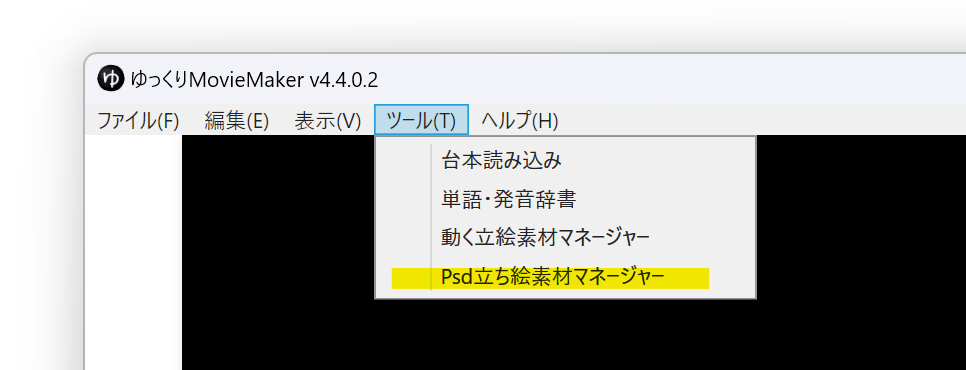 ゆ ゆっくりMovieMaker v4.4.0.2
ファイル(F) 編集(E) 表示(V) ツール(T) ヘルプ(H)
台本読み込み
単語・発音辞書
動く立絵素材マネージャー
Psd立ち絵素材マネージャー